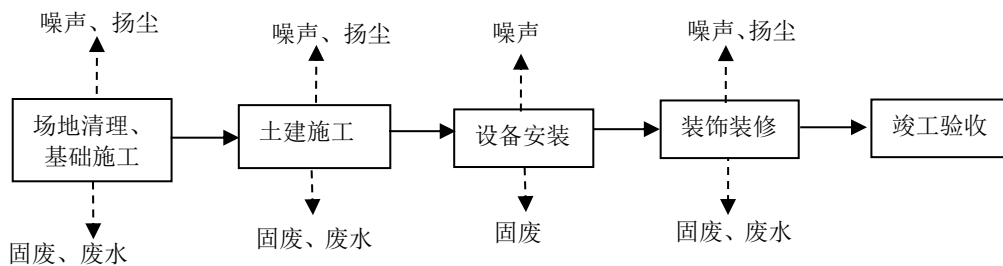 噪声、扬尘
噪声、扬尘
噪声
噪声、扬尘
场地清理、
基础施工
土建施工
设备安装
装饰装修
竣工验收
固废、废水
固废、废水
固废
固废、废水